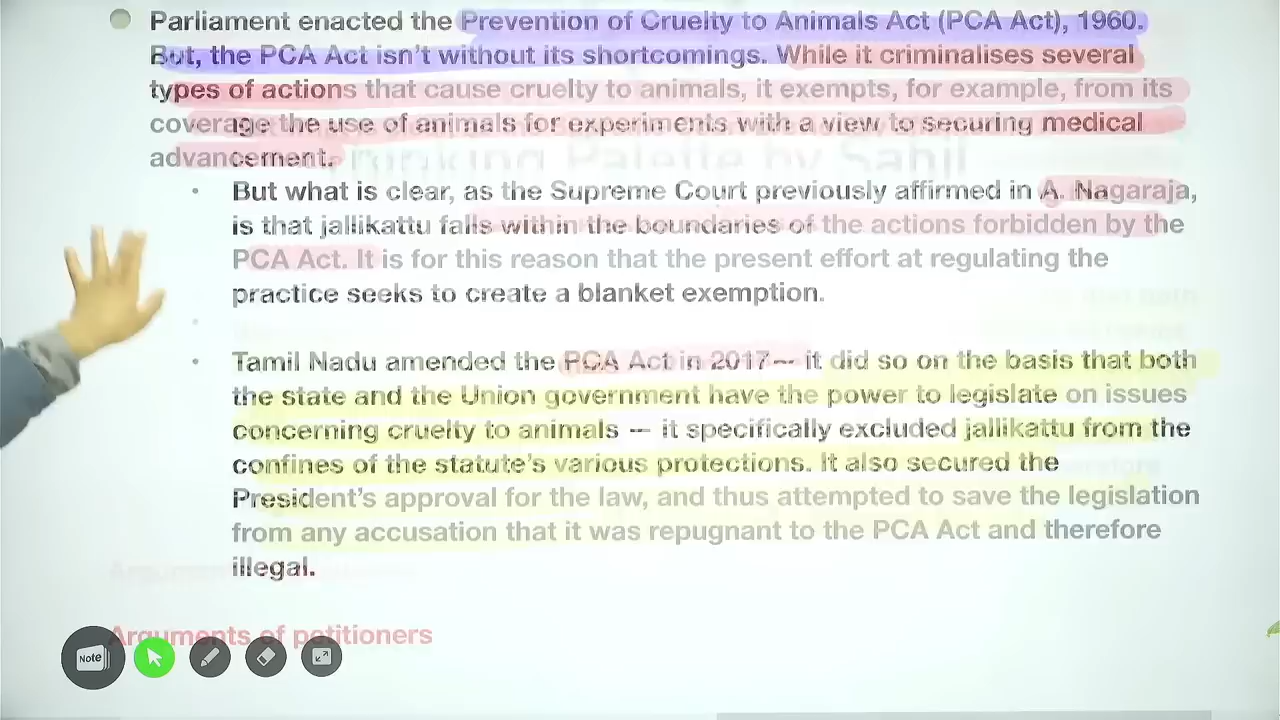 Parliament enacted the Prevention of Cruelty to Animals Act (PCA Act), 1960.
But, the PCA Act isn't without its shortcomings. While it criminalises several
types of actions that cause cruelty to animals, it exempts, for example, from its
coverage the use of animals for experiments with a view to securing medical
advancement.
Thinking Palette by Sahil
• But what is clear, as the Supreme Court previously affirmed in A. Nagaraja,
is that jallikattu falls within the boundaries of the actions forbidden by the
PCA Act. It is for this reason that the present effort at regulating the
practice seeks to create a blanket exemption.
• Tamil Nadu amended the PCA Act in 2017 — it did so on the basis that both
the state and the Union government have the power to legislate on issues
concerning cruelty to animals — it specifically excluded jallikattu from the
confines of the statute's various protections. It also secured the
President's approval for the law, and thus attempted to save the legislation
from any accusation that it was repugnant to the PCA Act and therefore
illegal.
Arguments of petitioners
Note